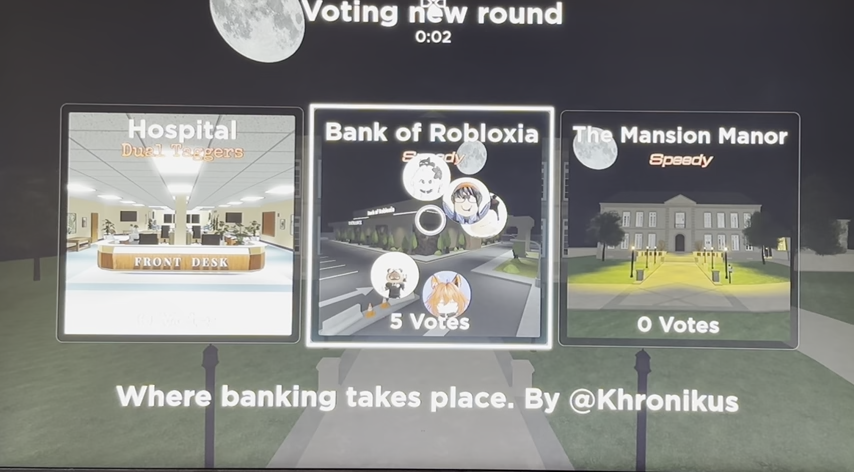 Voting new round
0:02
Hospital
Dual Taggers
FRONT DESK
Bank of Robloxia
Speedy
5 Votes
The Mansion Manor
Speedy
0 Votes
Where banking takes place. By @Khronikus